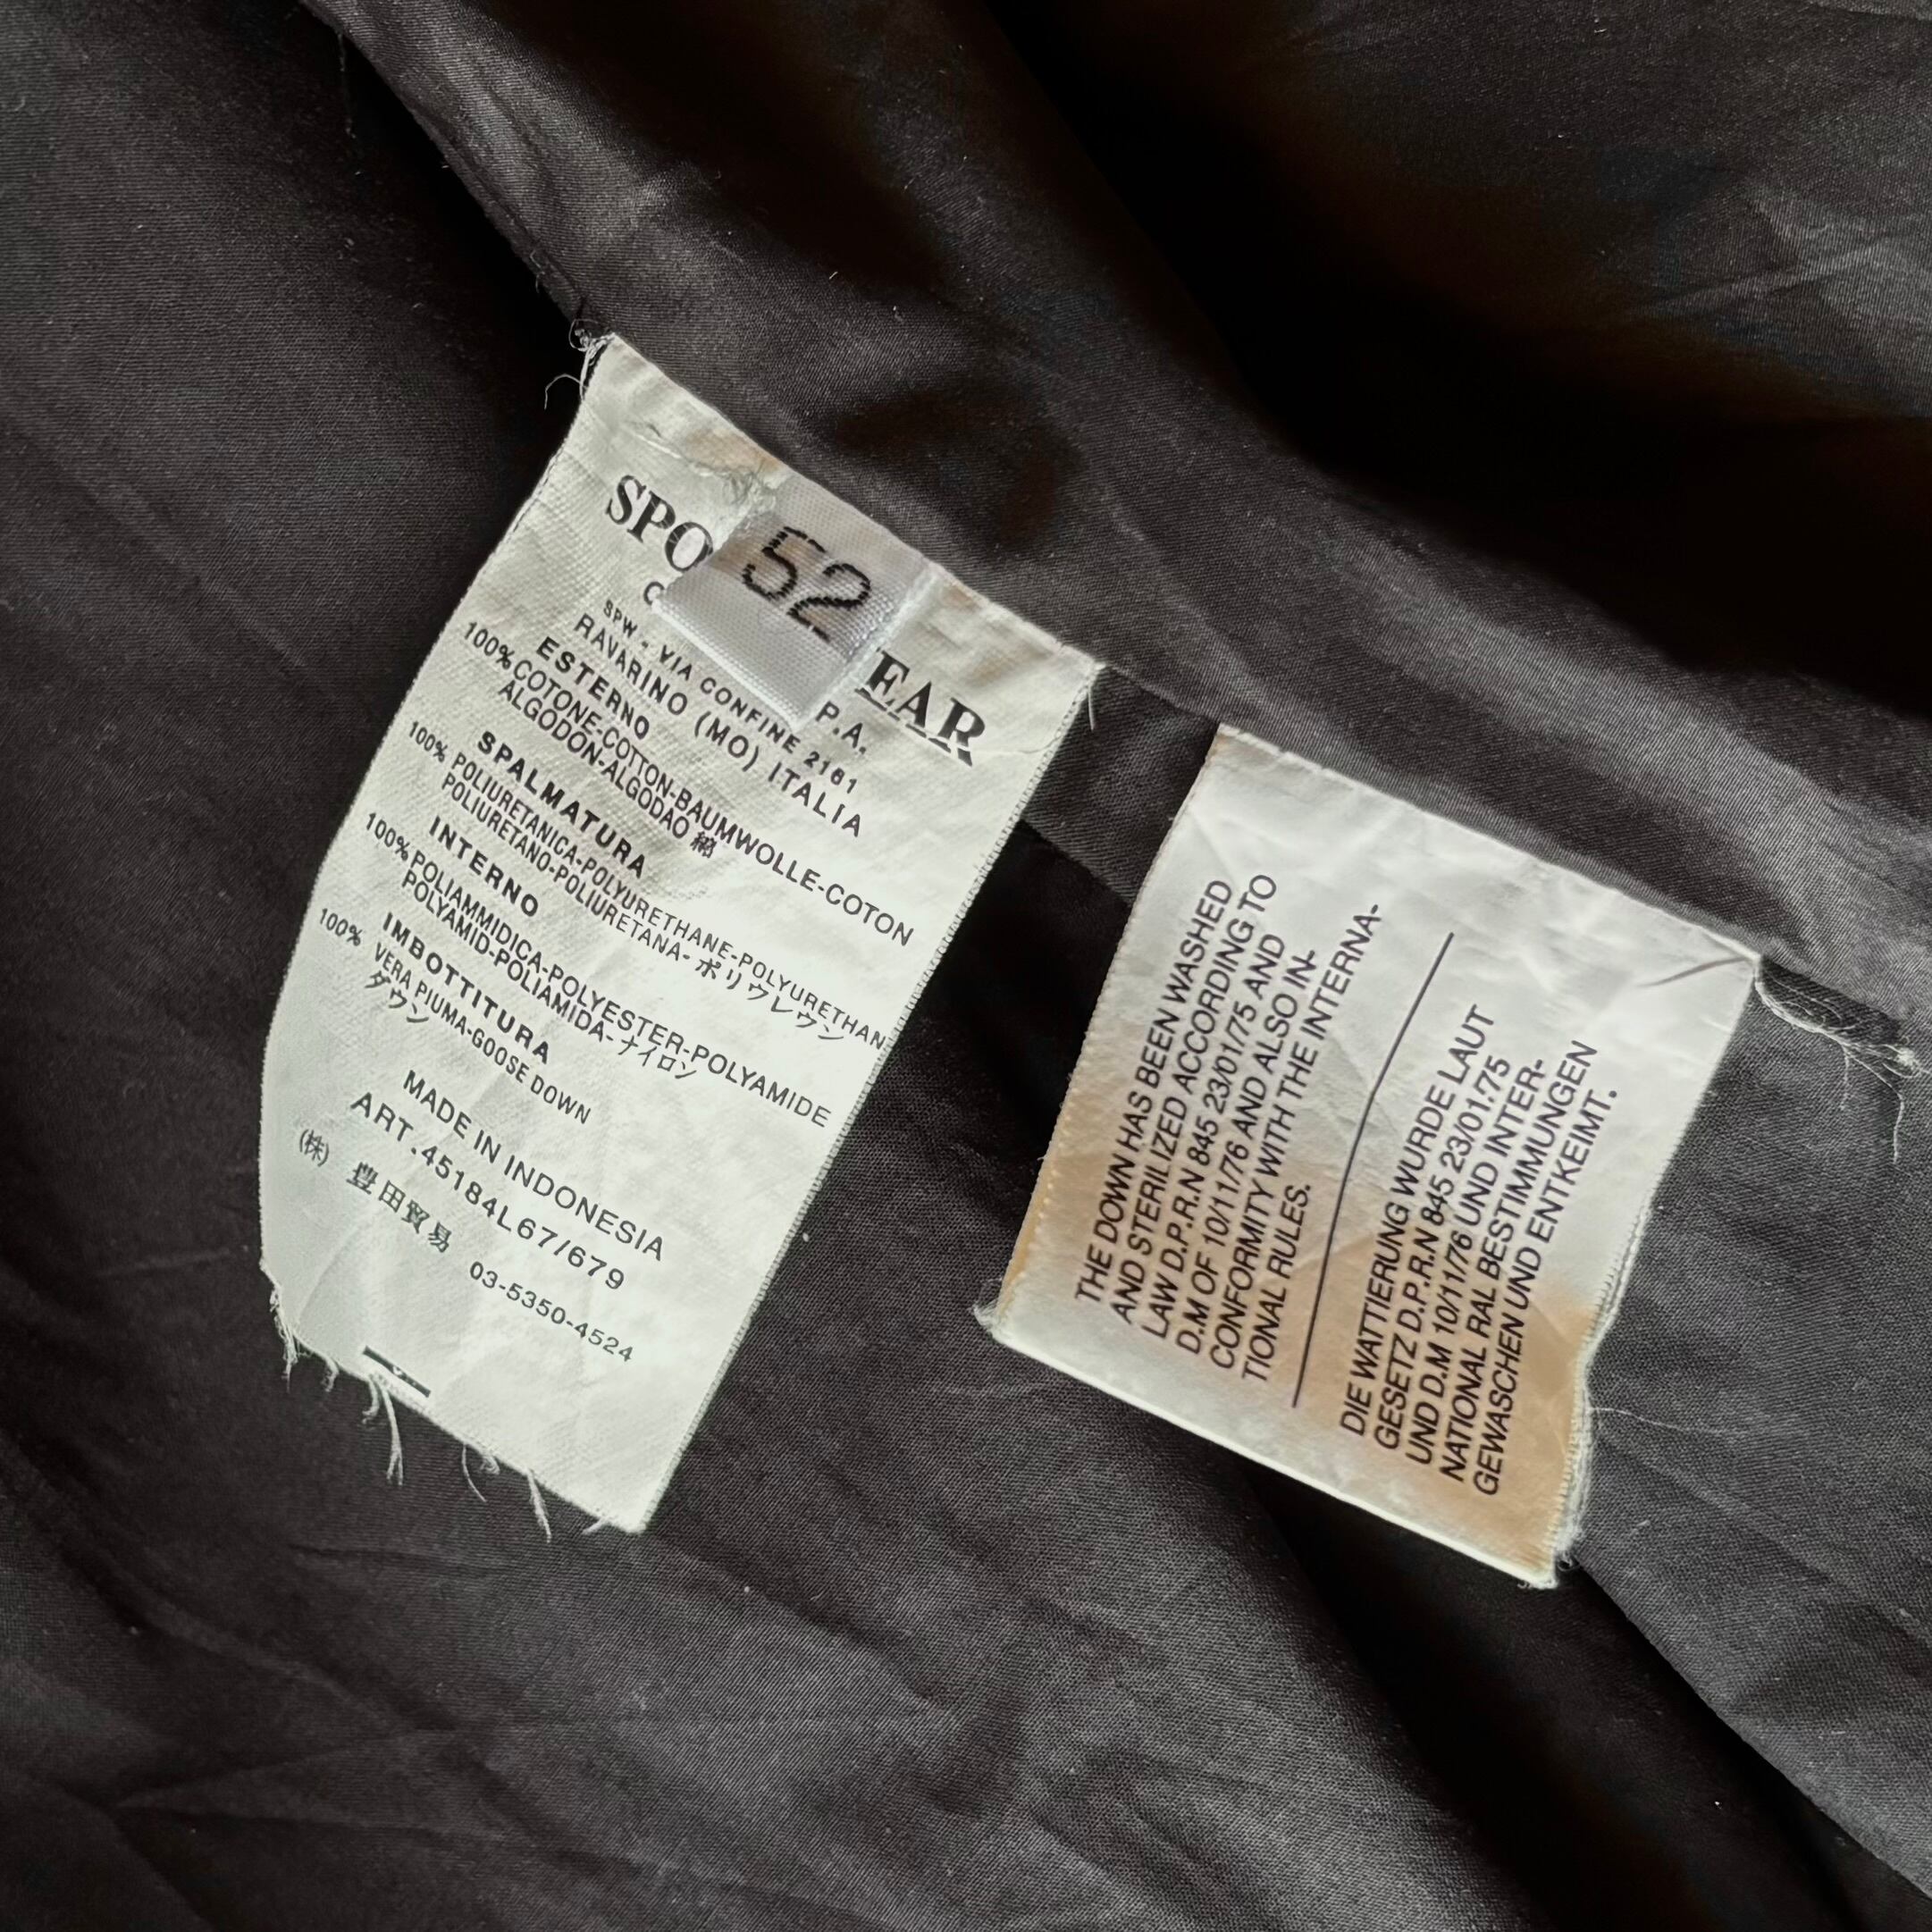 52
SPO EAR
C P.A.
SPW - VIA CONFINE 2161
RAVARINO (MO) ITALIA
ESTERNO
100% COTONE-COTTON-BAUMWOLLE-COTON
ALGODON-ALGODAO 綿
SPALMATURA
100% POLIURETANICA-POLYURETHANE-POLYURETHAN
POLIURETANO-POLIURETANA-ポリウレウン
INTERNO
100% POLIAMMIDICA-POLYESTER-POLYAMIDE
POLYAMID-POLIAMIDA-ナイロン
IMBOTTITURA
100% VERA PIUMA-GOOSE DOWN
ダウン
MADE IN INDONESIA
ART.45184L67/679
(株) 豊田貿易 03-5350-4524
THE DOWN HAS BEEN WASHED
AND STERILIZED ACCORDING TO
LAW D.P.R.N 845 23/01/75 AND
D.M OF 10/11/76 AND ALSO IN-
CONFORMITY WITH THE INTERNA-
TIONAL RULES.
DIE WATTIERUNG WURDE LAUT
GESETZ D.P.R.N 845 23/01/75
UND D.M 10/11/76 UND INTER-
NATIONAL RAL BESTIMMUNGEN
GEWASCHEN UND ENTKEIMT.